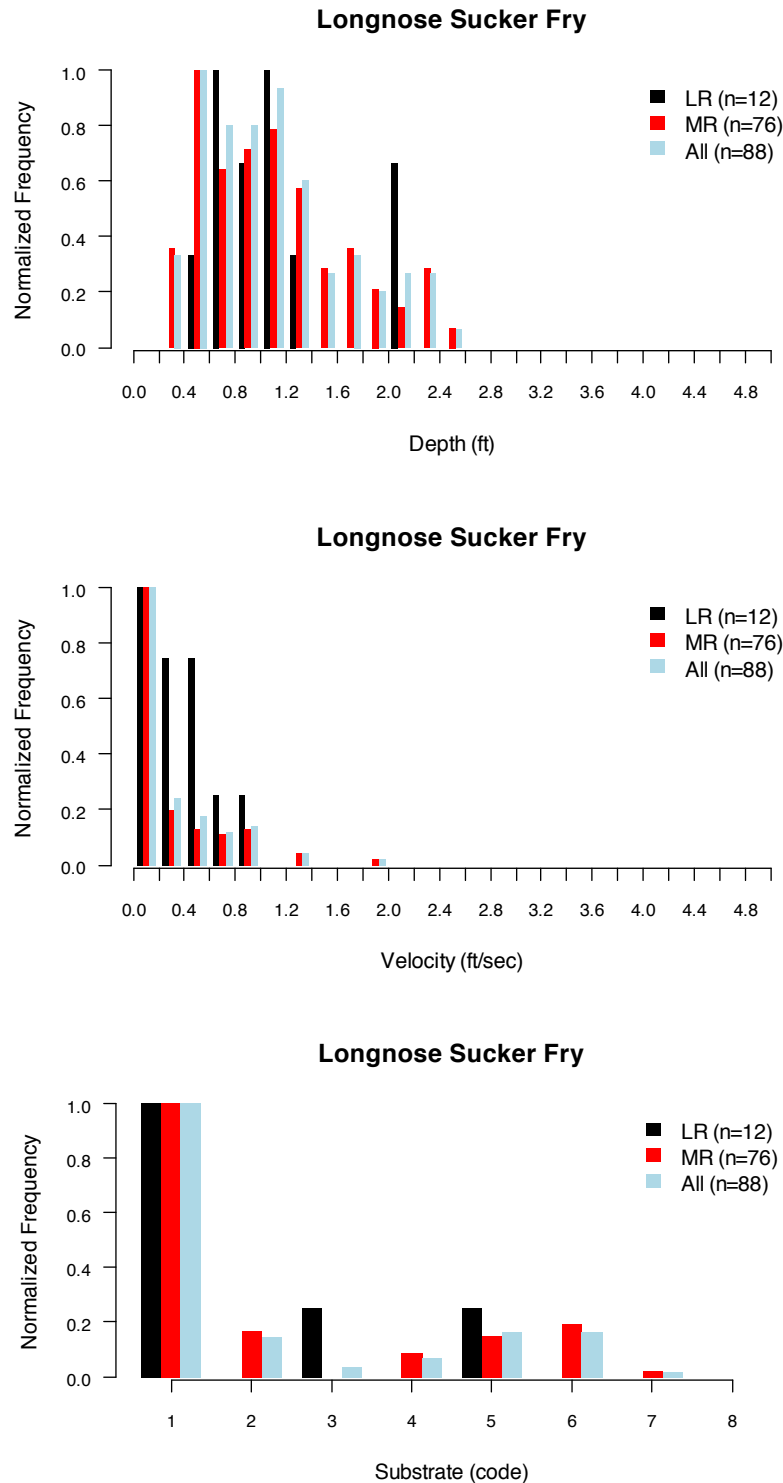 Longnose Sucker Fry
1.0
0.8
0.6
0.4
0.2
0.0
Normalized Frequency
LR (n=12)
MR (n=76)
All (n=88)
0.0 0.4 0.8 1.2 1.6 2.0 2.4 2.8 3.2 3.6 4.0 4.4 4.8
Depth (ft)
Longnose Sucker Fry
1.0
0.8
0.6
0.4
0.2
0.0
Normalized Frequency
LR (n=12)
MR (n=76)
All (n=88)
0.0 0.4 0.8 1.2 1.6 2.0 2.4 2.8 3.2 3.6 4.0 4.4 4.8
Velocity (ft/sec)
Longnose Sucker Fry
1.0
0.8
0.6
0.4
0.2
0.0
Normalized Frequency
LR (n=12)
MR (n=76)
All (n=88)
1 2 3 4 5 6 7 8
Substrate (code)